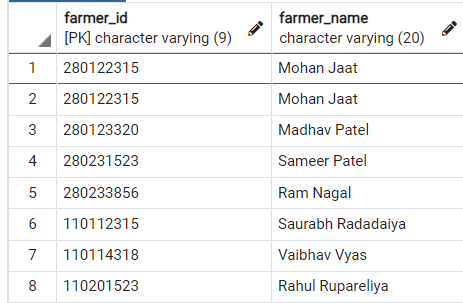 farmer_id farmer_name
[PK] character varying (9) character varying (20)
1 280122315 Mohan Jaat
2 280122315 Mohan Jaat
3 280123320 Madhav Patel
4 280231523 Sameer Patel
5 280233856 Ram Nagal
6 110112315 Saurabh Radadaiya
7 110114318 Vaibhav Vyas
8 110201523 Rahul Rupareliya